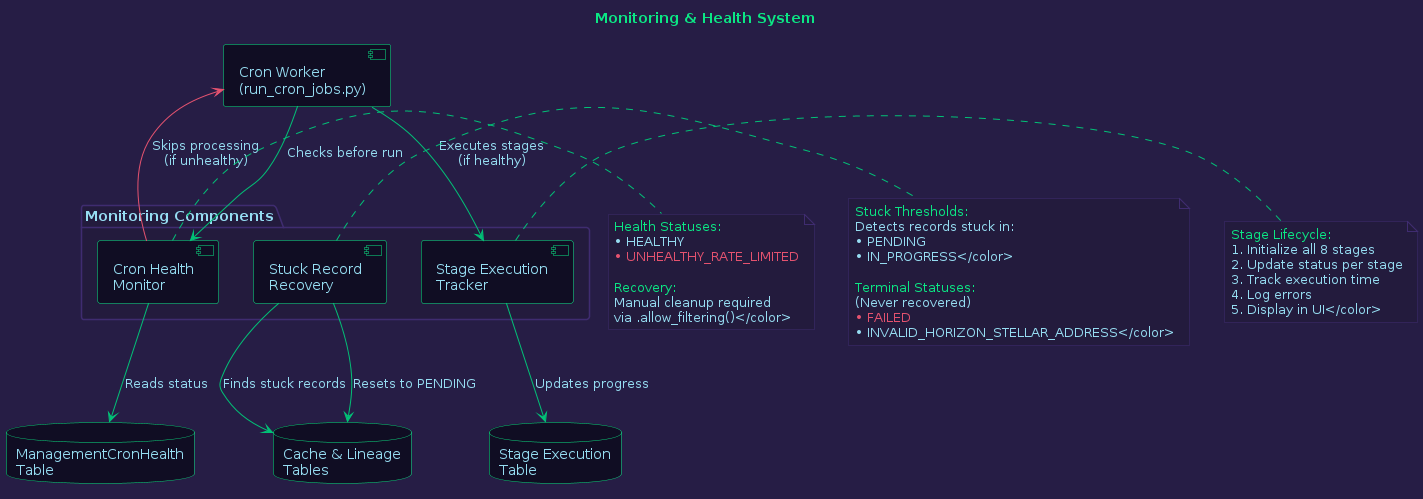 Monitoring & Health System
Cron Worker
(run_cron_jobs.py)
Skips processing
(if unhealthy)
Checks before run
Executes stages
(if healthy)
Monitoring Components
Cron Health
Monitor
Stuck Record
Recovery
Stage Execution
Tracker
Health Statuses:
• HEALTHY
• UNHEALTHY_RATE_LIMITED
Recovery:
Manual cleanup required
via .allow_filtering()</color>
Stuck Thresholds:
Detects records stuck in:
• PENDING
• IN_PROGRESS</color>
Terminal Statuses:
(Never recovered)
• FAILED
• INVALID_HORIZON_STELLAR_ADDRESS</color>
Stage Lifecycle:
1. Initialize all 8 stages
2. Update status per stage
3. Track execution time
4. Log errors
5. Display in UI</color>
Reads status
Finds stuck records
Resets to PENDING
Updates progress
ManagementCronHealth
Table
Cache & Lineage
Tables
Stage Execution
Table